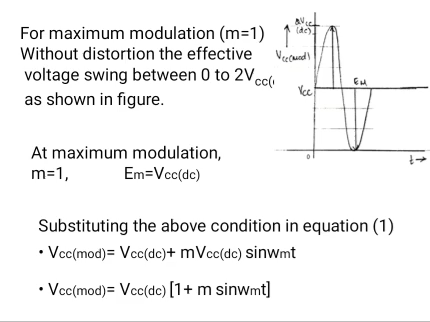 For maximum modulation (m=1)
Without distortion the effective
voltage swing between 0 to 2Vcc(
as shown in figure.
2Vcc
(dc)
Vcc(mod)
Em
Vcc
0
t→
At maximum modulation,
m=1, Em=Vcc(dc)
Substituting the above condition in equation (1)
• Vcc(mod)= Vcc(dc)+ mVcc(dc) sinwmt
• Vcc(mod)= Vcc(dc) [1+ m sinwmt]